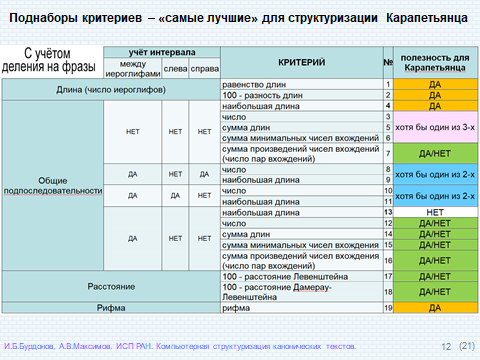 Поднаборы критериев – «самые лучшие» для структуризации Карапетьянца
С учётом
деления на фразы
учёт интервала
между
иероглифами
слева
справа
КРИТЕРИЙ
№
полезность для
Карапетьянца
Длина (число иероглифов)
равенство длин 1 ДА
100 - разность длин 2 ДА
Общие
подпоследовательности
НЕТ НЕТ НЕТ
наибольшая длина 4 ДА
число 3
сумма длин 5 хотя бы один из 3-х
сумма минимальных чисел вхождений 6
сумма произведений чисел вхождений
(число пар вхождений) 7 ДА/НЕТ
ДА НЕТ ДА
число 8
наибольшая длина 9
хотя бы один из 2-х
ДА ДА НЕТ
число 10
наибольшая длина 11
хотя бы один из 2-х
ДА НЕТ НЕТ
наибольшая длина 13 НЕТ
число 12 ДА/НЕТ
сумма длин 14 ДА/НЕТ
сумма минимальных чисел вхождения 15 ДА/НЕТ
сумма произведений чисел вхождения
(число пар вхождений) 16 ДА/НЕТ
Расстояние
100 - расстояние Левенштейна 17 ДА/НЕТ
100 - расстояние Дамерау-
Левенштейна 18 ДА/НЕТ
Рифма рифма 19 ДА
И.Б.Бурдонов, А.В.Максимов. ИСП РАН. Компьютерная структуризация канонических текстов.
12 (21)